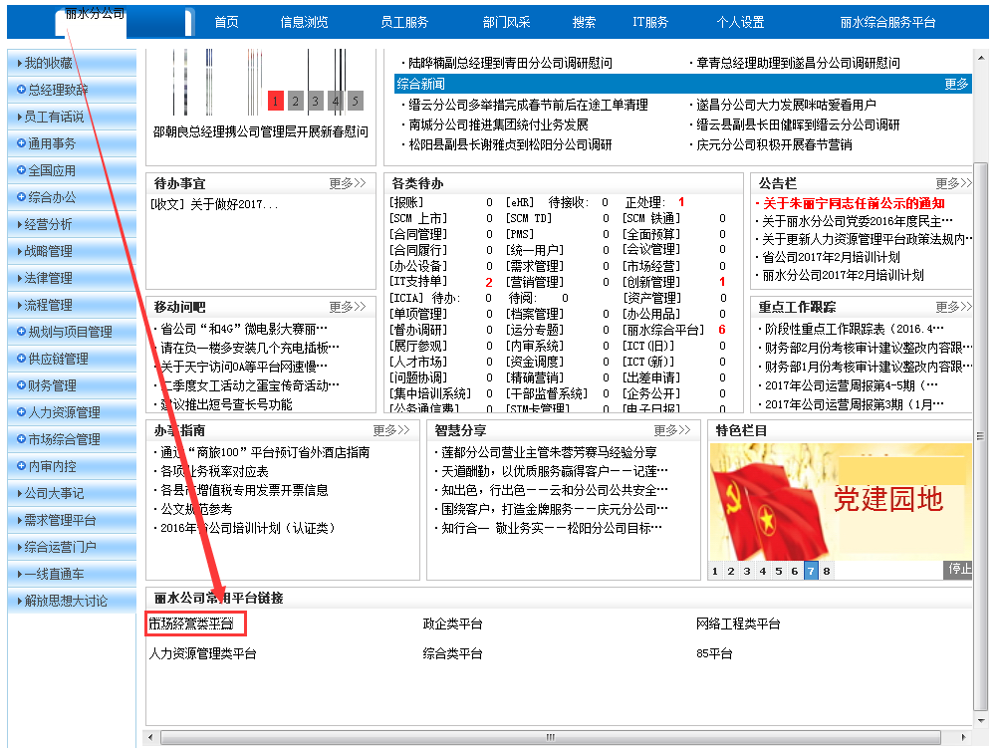 丽水分公司
首页 信息浏览 员工服务 部门风采 搜索 IT服务 个人设置 丽水综合服务平台
我的收藏
总经理致辞
员工有话说
通用事务
全国应用
综合办公
经营分析
战略管理
法律管理
流程管理
规划与项目管理
供应链管理
财务管理
人力资源管理
市场综合管理
内审内控
公司大事记
需求管理平台
综合运营门户
一线直通车
解放思想大讨论
1 2 3 4 5
邵朝良总经理携公司管理层开展新春慰问
·陆晔楠副总经理到青田分公司调研慰问 ·章青总经理助理到遂昌分公司调研慰问
综合新闻 更多
·缙云分公司多举措完成春节前后在途工单清理 ·遂昌分公司大力发展咪咕爱看用户
·南城分公司推进集团统付业务发展 ·缙云县副县长田健晖到缙云分公司调研
·松阳县副县长谢雅贞到松阳分公司调研 ·庆元分公司积极开展春节营销
待办事宜 更多>>
[收文] 关于做好2017...
各类待办
[报账] 0 [eHR] 待接收: 0 正处理: 1
[SCM 上市] 0 [SCM TD] 0 [SCM 铁通] 0
[合同管理] 0 [PMS] 0 [全面预算] 0
[合同履行] 0 [统一用户] 0 [会议管理] 0
[办公设备] 0 [需求管理] 0 [市场经营] 0
[IT支持单] 2 [营销管理] 0 [创新管理] 1
[ICIA] 待办: 0 待阅: 0 [资产管理] 0
[单项管理] 0 [档案管理] 0 [办公用品] 0
[督办调研] 0 [运分专题] 0 [丽水综合平台] 6
[展厅参观] 0 [内审系统] 0 [ICT(旧)] 0
[人才市场] 0 [资金调度] 0 [ICT(新)] 0
[问题协调] 0 [精确营销] 0 [出差申请] 0
[集中培训系统] 0 [干部监督系统] 0 [企务公开] 0
[公务通信费] 0 [SIM卡管理] 0 [电子日报] 0
公告栏 更多>>
·关于朱丽宁同志任前公示的通知
·关于丽水分公司党委2016年度民主…
·关于更新人力资源管理平台政策法规内…
·省公司2017年2月培训计划
·丽水分公司2017年2月培训计划
移动问吧 更多>>
·省公司“和4G”微电影大赛丽…
·请在负一楼多安装几个充电插板…
·关于天宁访问OA等平台网速慢…
·二季度女工活动之蛋宝传奇活动…
·建议推出短号查长号功能
重点工作跟踪 更多>>
·阶段性重点工作跟踪表（2016.4…
·财务部2月份考核审计建议整改内容跟…
·财务部1月份考核审计建议整改内容跟…
·2017年公司运营周报第4-5期（…
·2017年公司运营周报第3期（1月…
办事指南 更多>>
·通过“商旅100”平台预订省外酒店指南
·各项业务税率对应表
·各县市增值税专用发票开票信息
·公文规范参考
·2016年省公司培训计划（认证类）
智慧分享 更多>>
·莲都分公司营业主管朱蓉芳赛马经验分享
·天道酬勤，以优质服务赢得客户——记莲…
·知出色，行出色——云和分公司公共安全…
·围绕客户，打造金牌服务——庆元分公司…
·知行合一 敬业务实——松阳分公司目标…
特色栏目
党建园地
1 2 3 4 5 6 7 8 停止
丽水公司常用平台链接
市场经营类平台 政企类平台 网络工程类平台
人力资源管理类平台 综合类平台 85平台